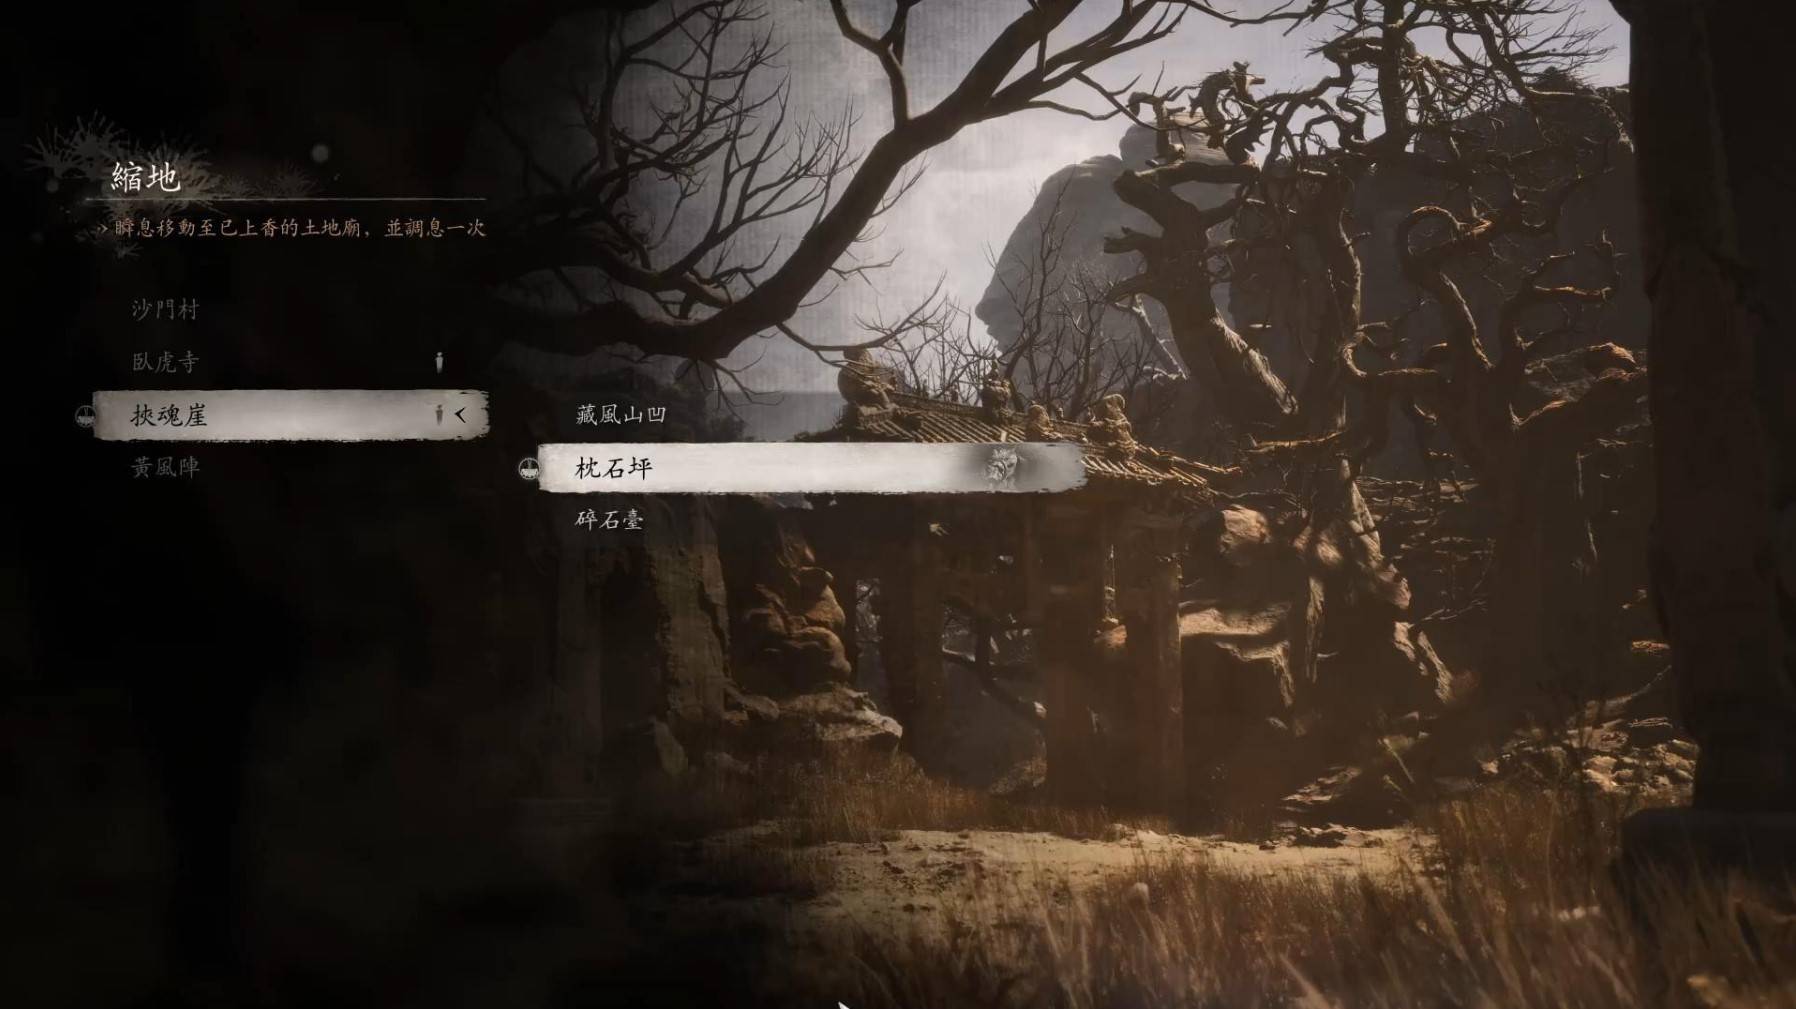 縮地
瞬息移動至已上香的土地廟，並調息一次
沙門村
臥虎寺
挾魂崖
黃風陣
藏風山凹
枕石坪
碎石臺